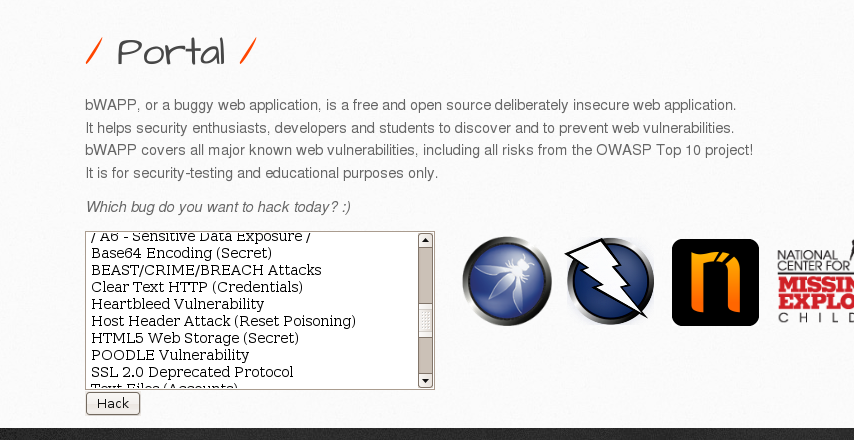 / Portal /
bWAPP, or a buggy web application, is a free and open source deliberately insecure web application.
It helps security enthusiasts, developers and students to discover and to prevent web vulnerabilities.
bWAPP covers all major known web vulnerabilities, including all risks from the OWASP Top 10 project!
It is for security-testing and educational purposes only.
Which bug do you want to hack today? :)
/ A6 - Sensitive Data Exposure /
Base64 Encoding (Secret)
BEAST/CRIME/BREACH Attacks
Clear Text HTTP (Credentials)
Heartbleed Vulnerability
Host Header Attack (Reset Poisoning)
HTML5 Web Storage (Secret)
POODLE Vulnerability
SSL 2.0 Deprecated Protocol
Text Files (Accounts)
Hack
NATIONAL
CENTER FOR
MISSIN
EXPLO
CHILD